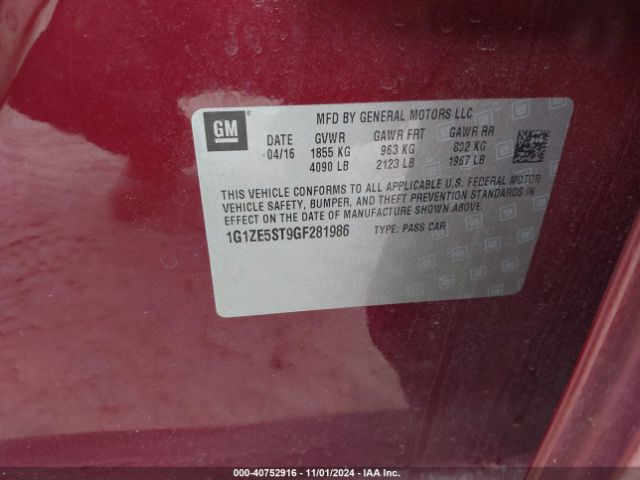 MFD BY GENERAL MOTORS LLC
GM
DATE GVWR GAWR FRT GAWR RR
04/16 1855 KG 963 KG 892 KG
4090 LB 2123 LB 1967 LB
THIS VEHICLE CONFORMS TO ALL APPLICABLE U.S. FEDERAL MOTOR
VEHICLE SAFETY, BUMPER, AND THEFT PREVENTION STANDARDS IN
EFFECT ON THE DATE OF MANUFACTURE SHOWN ABOVE.
1G1ZE5ST9GF281986 TYPE: PASS CAR
000-40752916 - 11/01/2024 - IAA Inc.